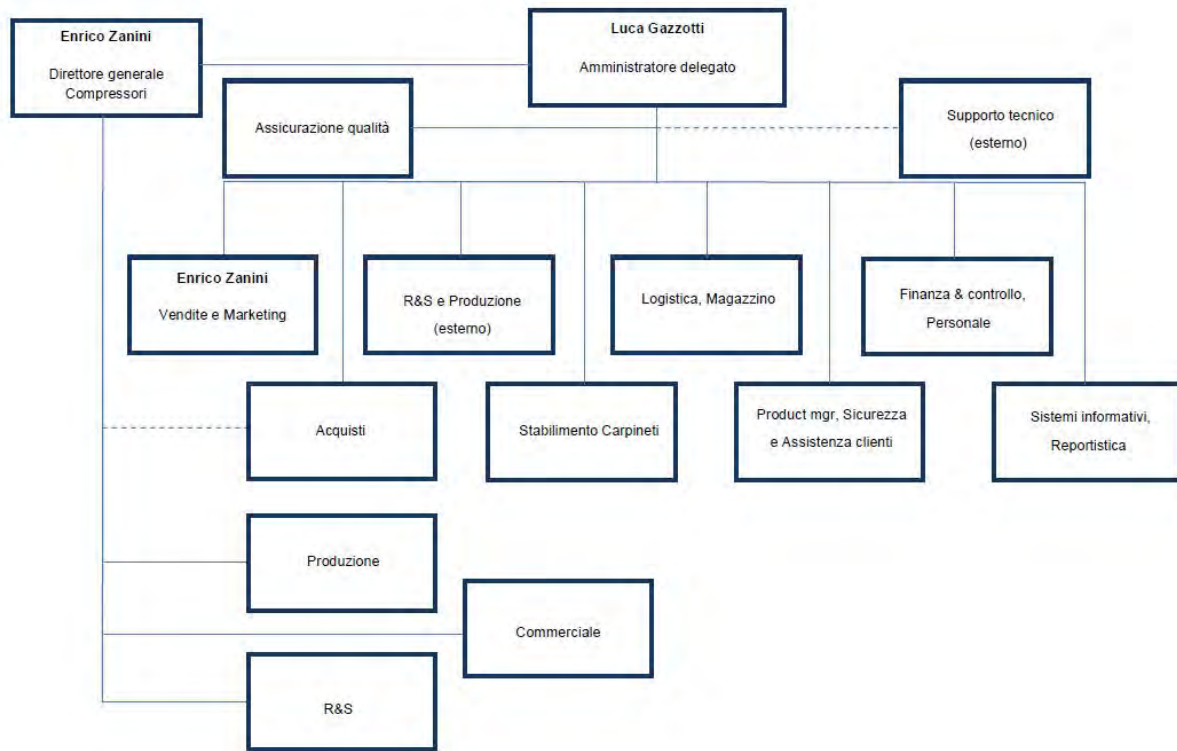 Enrico Zanini
Direttore generale
Compressori
Luca Gazzotti
Amministratore delegato
Assicurazione qualità
Supporto tecnico
(esterno)
Enrico Zanini
Vendite e Marketing
R&S e Produzione
(esterno)
Logistica, Magazzino
Finanza & controllo,
Personale
Acquisti
Stabilimento Carpineti
Product mgr, Sicurezza
e Assistenza clienti
Sistemi informativi,
Reportistica
Produzione
Commerciale
R&S